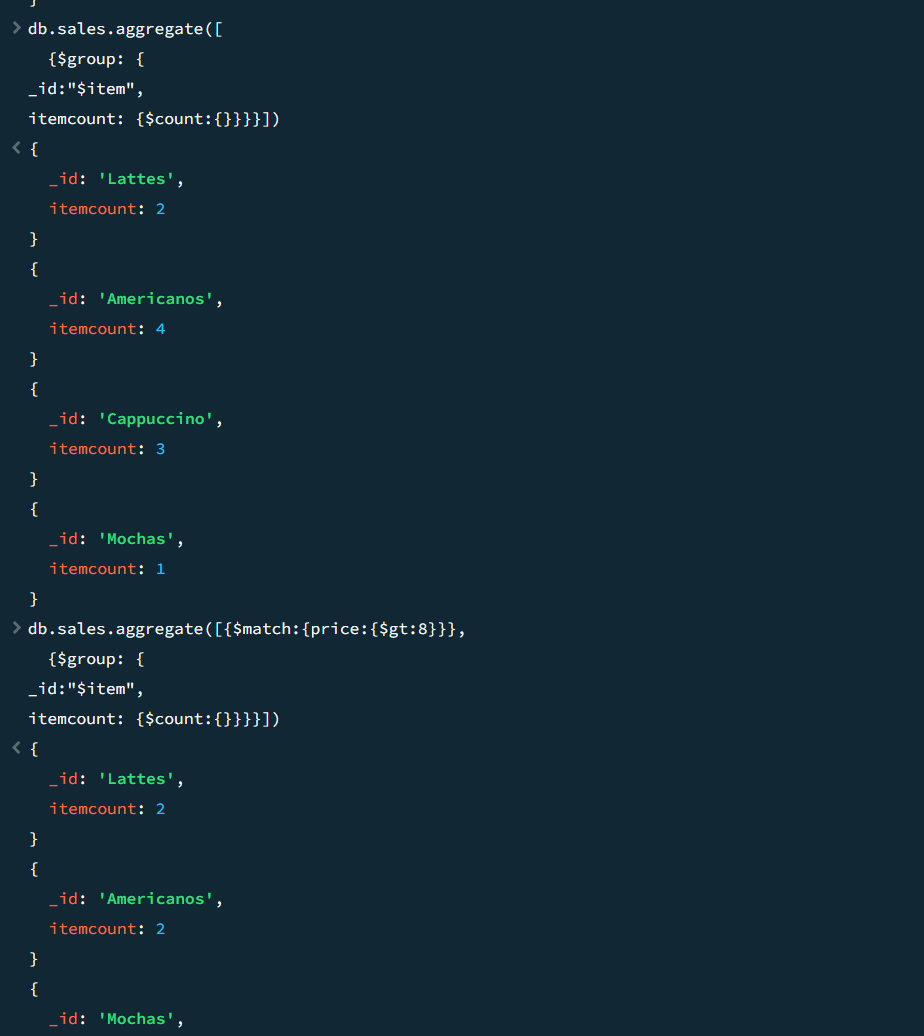 }
> db.sales.aggregate([
{$group: {
_id:"$item",
itemcount: {$count:{}}}}])
< {
_id: 'Lattes',
itemcount: 2
}
{
_id: 'Americanos',
itemcount: 4
}
{
_id: 'Cappuccino',
itemcount: 3
}
{
_id: 'Mochas',
itemcount: 1
}
> db.sales.aggregate([{$match:{price:{$gt:8}}},
{$group: {
_id:"$item",
itemcount: {$count:{}}}}])
< {
_id: 'Lattes',
itemcount: 2
}
{
_id: 'Americanos',
itemcount: 2
}
{
_id: 'Mochas',